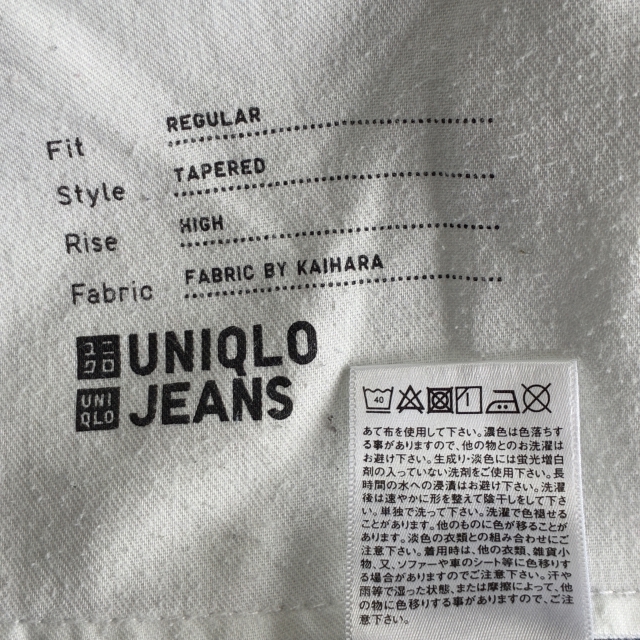 Fit REGULAR
Style TAPERED
Rise HIGH
Fabric FABRIC BY KAIHARA
ユニ
クロ
UNIQLO
UNI
QLO
JEANS
40
あて布を使用して下さい。濃色は色落ちす
る事がありますので、他の物とのお洗濯は
お避け下さい。生成り・淡色には蛍光増白
剤の入っていない洗剤をご使用下さい。長
時間の水への浸漬はお避け下さい。洗濯
後は速やかに形を整えて陰干しをして下さ
い。単独で洗って下さい。洗濯で色褪せる
ことがあります。他のものに色が移ることが
あります。淡色の衣類との組み合わせにご
注意下さい。着用時は、他の衣類、雑貨小
物、又、ソファーや車のシート等に色移りす
る場合がありますのでご注意下さい。汗や
雨等で湿った状態、または摩擦によって、他
の物に色移りする事がありますので、ご注
意下さい。